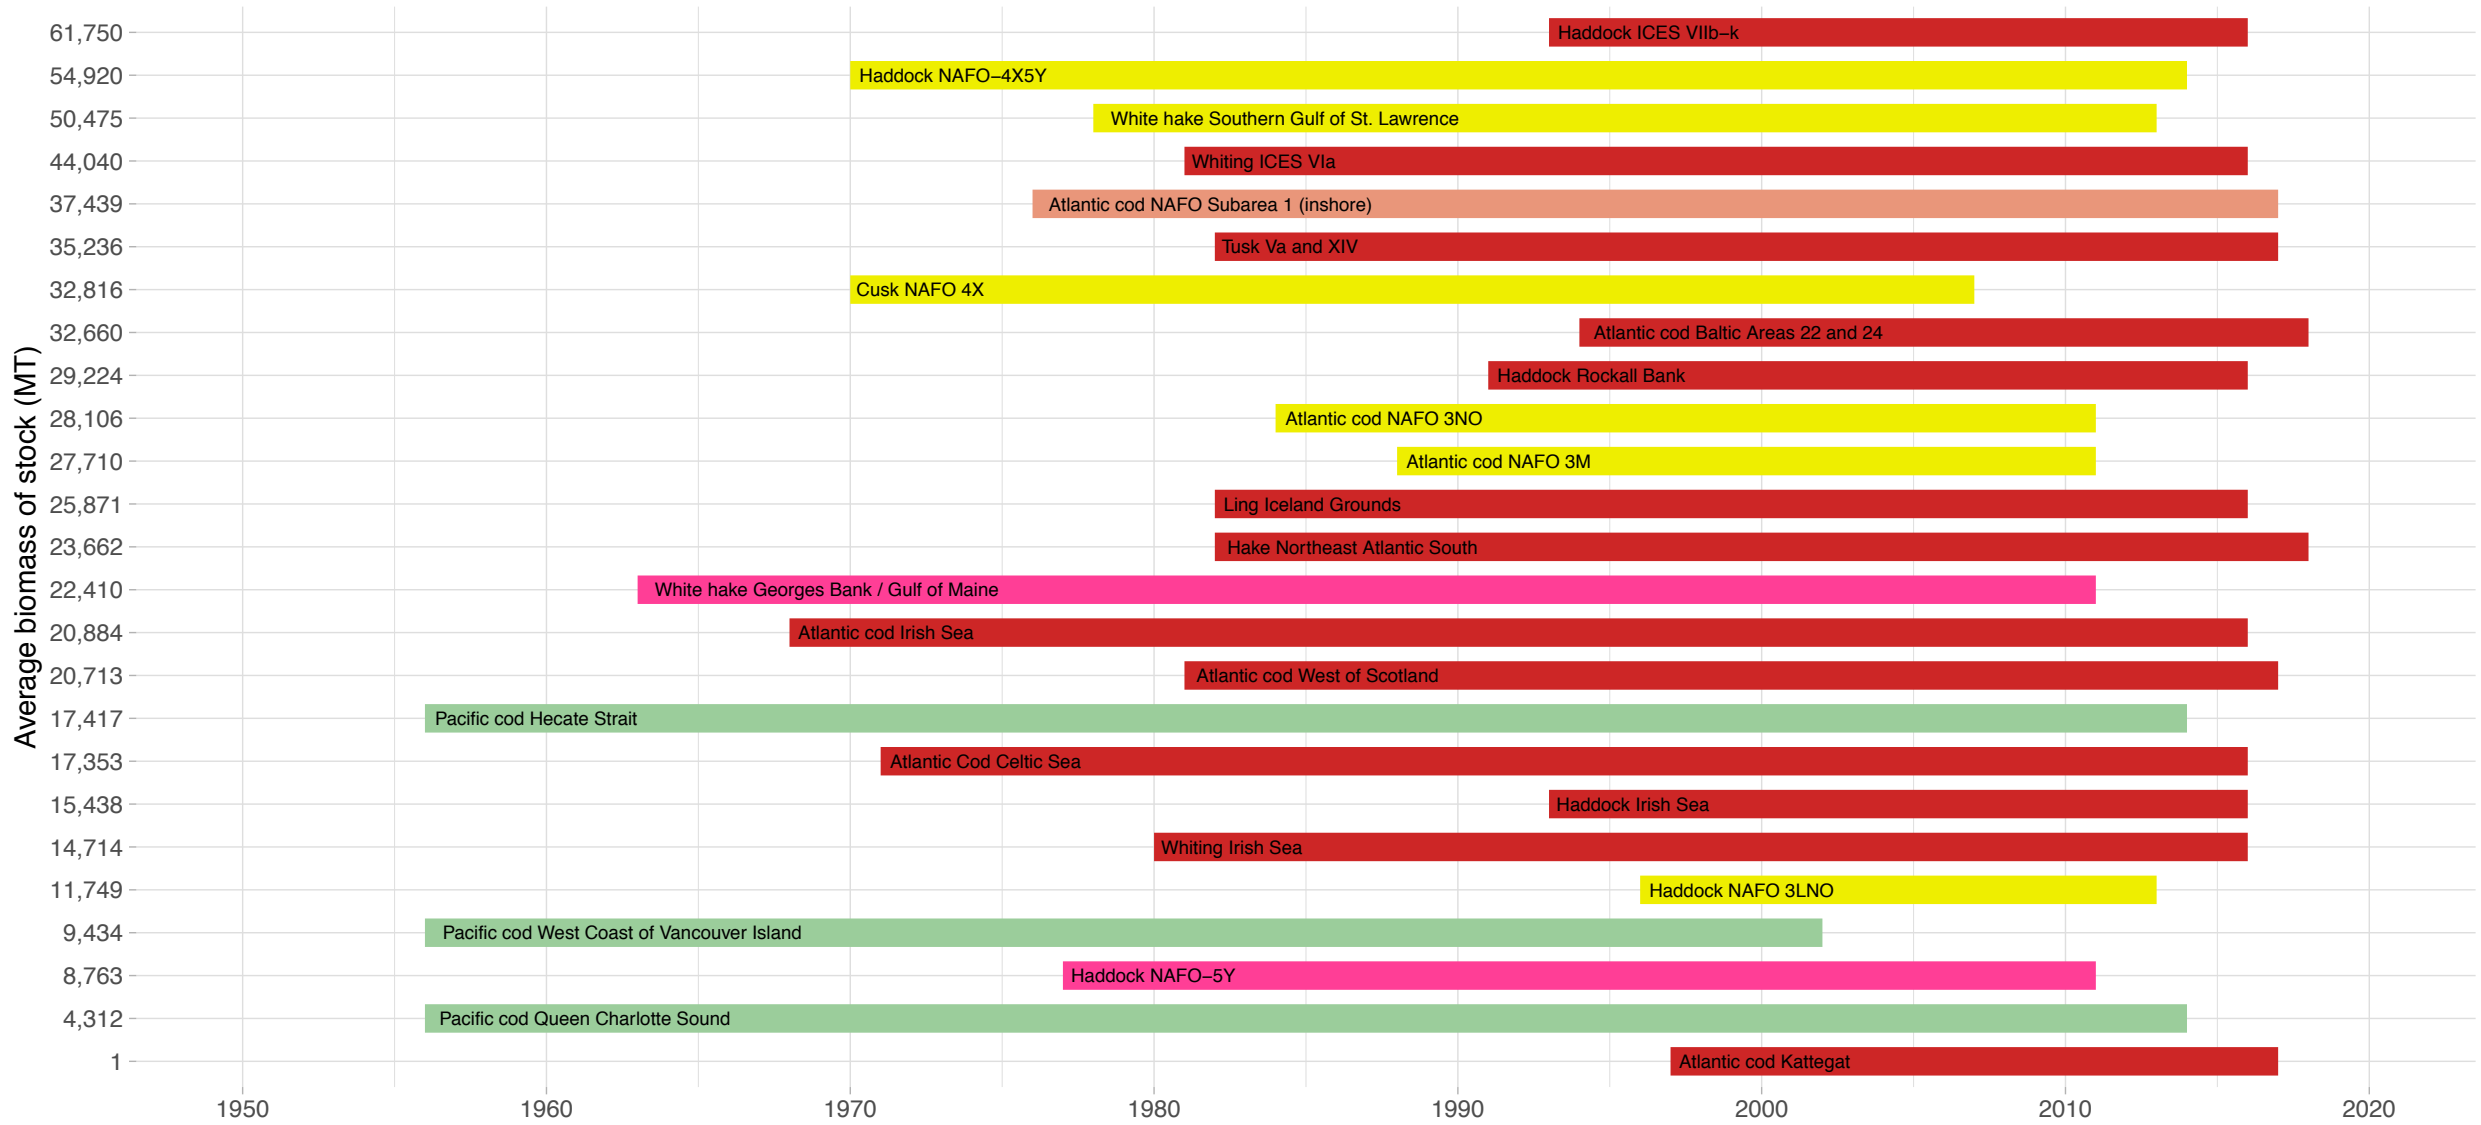 Average biomass of stock (MT)
61,750 Haddock ICES VIIb–k
54,920 Haddock NAFO–4X5Y
50,475 White hake Southern Gulf of St. Lawrence
44,040 Whiting ICES VIa
37,439 Atlantic cod NAFO Subarea 1 (inshore)
35,236 Tusk Va and XIV
32,816 Cusk NAFO 4X
32,660 Atlantic cod Baltic Areas 22 and 24
29,224 Haddock Rockall Bank
28,106 Atlantic cod NAFO 3NO
27,710 Atlantic cod NAFO 3M
25,871 Ling Iceland Grounds
23,662 Hake Northeast Atlantic South
22,410 White hake Georges Bank / Gulf of Maine
20,884 Atlantic cod Irish Sea
20,713 Atlantic cod West of Scotland
17,417 Pacific cod Hecate Strait
17,353 Atlantic Cod Celtic Sea
15,438 Haddock Irish Sea
14,714 Whiting Irish Sea
11,749 Haddock NAFO 3LNO
9,434 Pacific cod West Coast of Vancouver Island
8,763 Haddock NAFO–5Y
4,312 Pacific cod Queen Charlotte Sound
1 Atlantic cod Kattegat
1950 1960 1970 1980 1990 2000 2010 2020